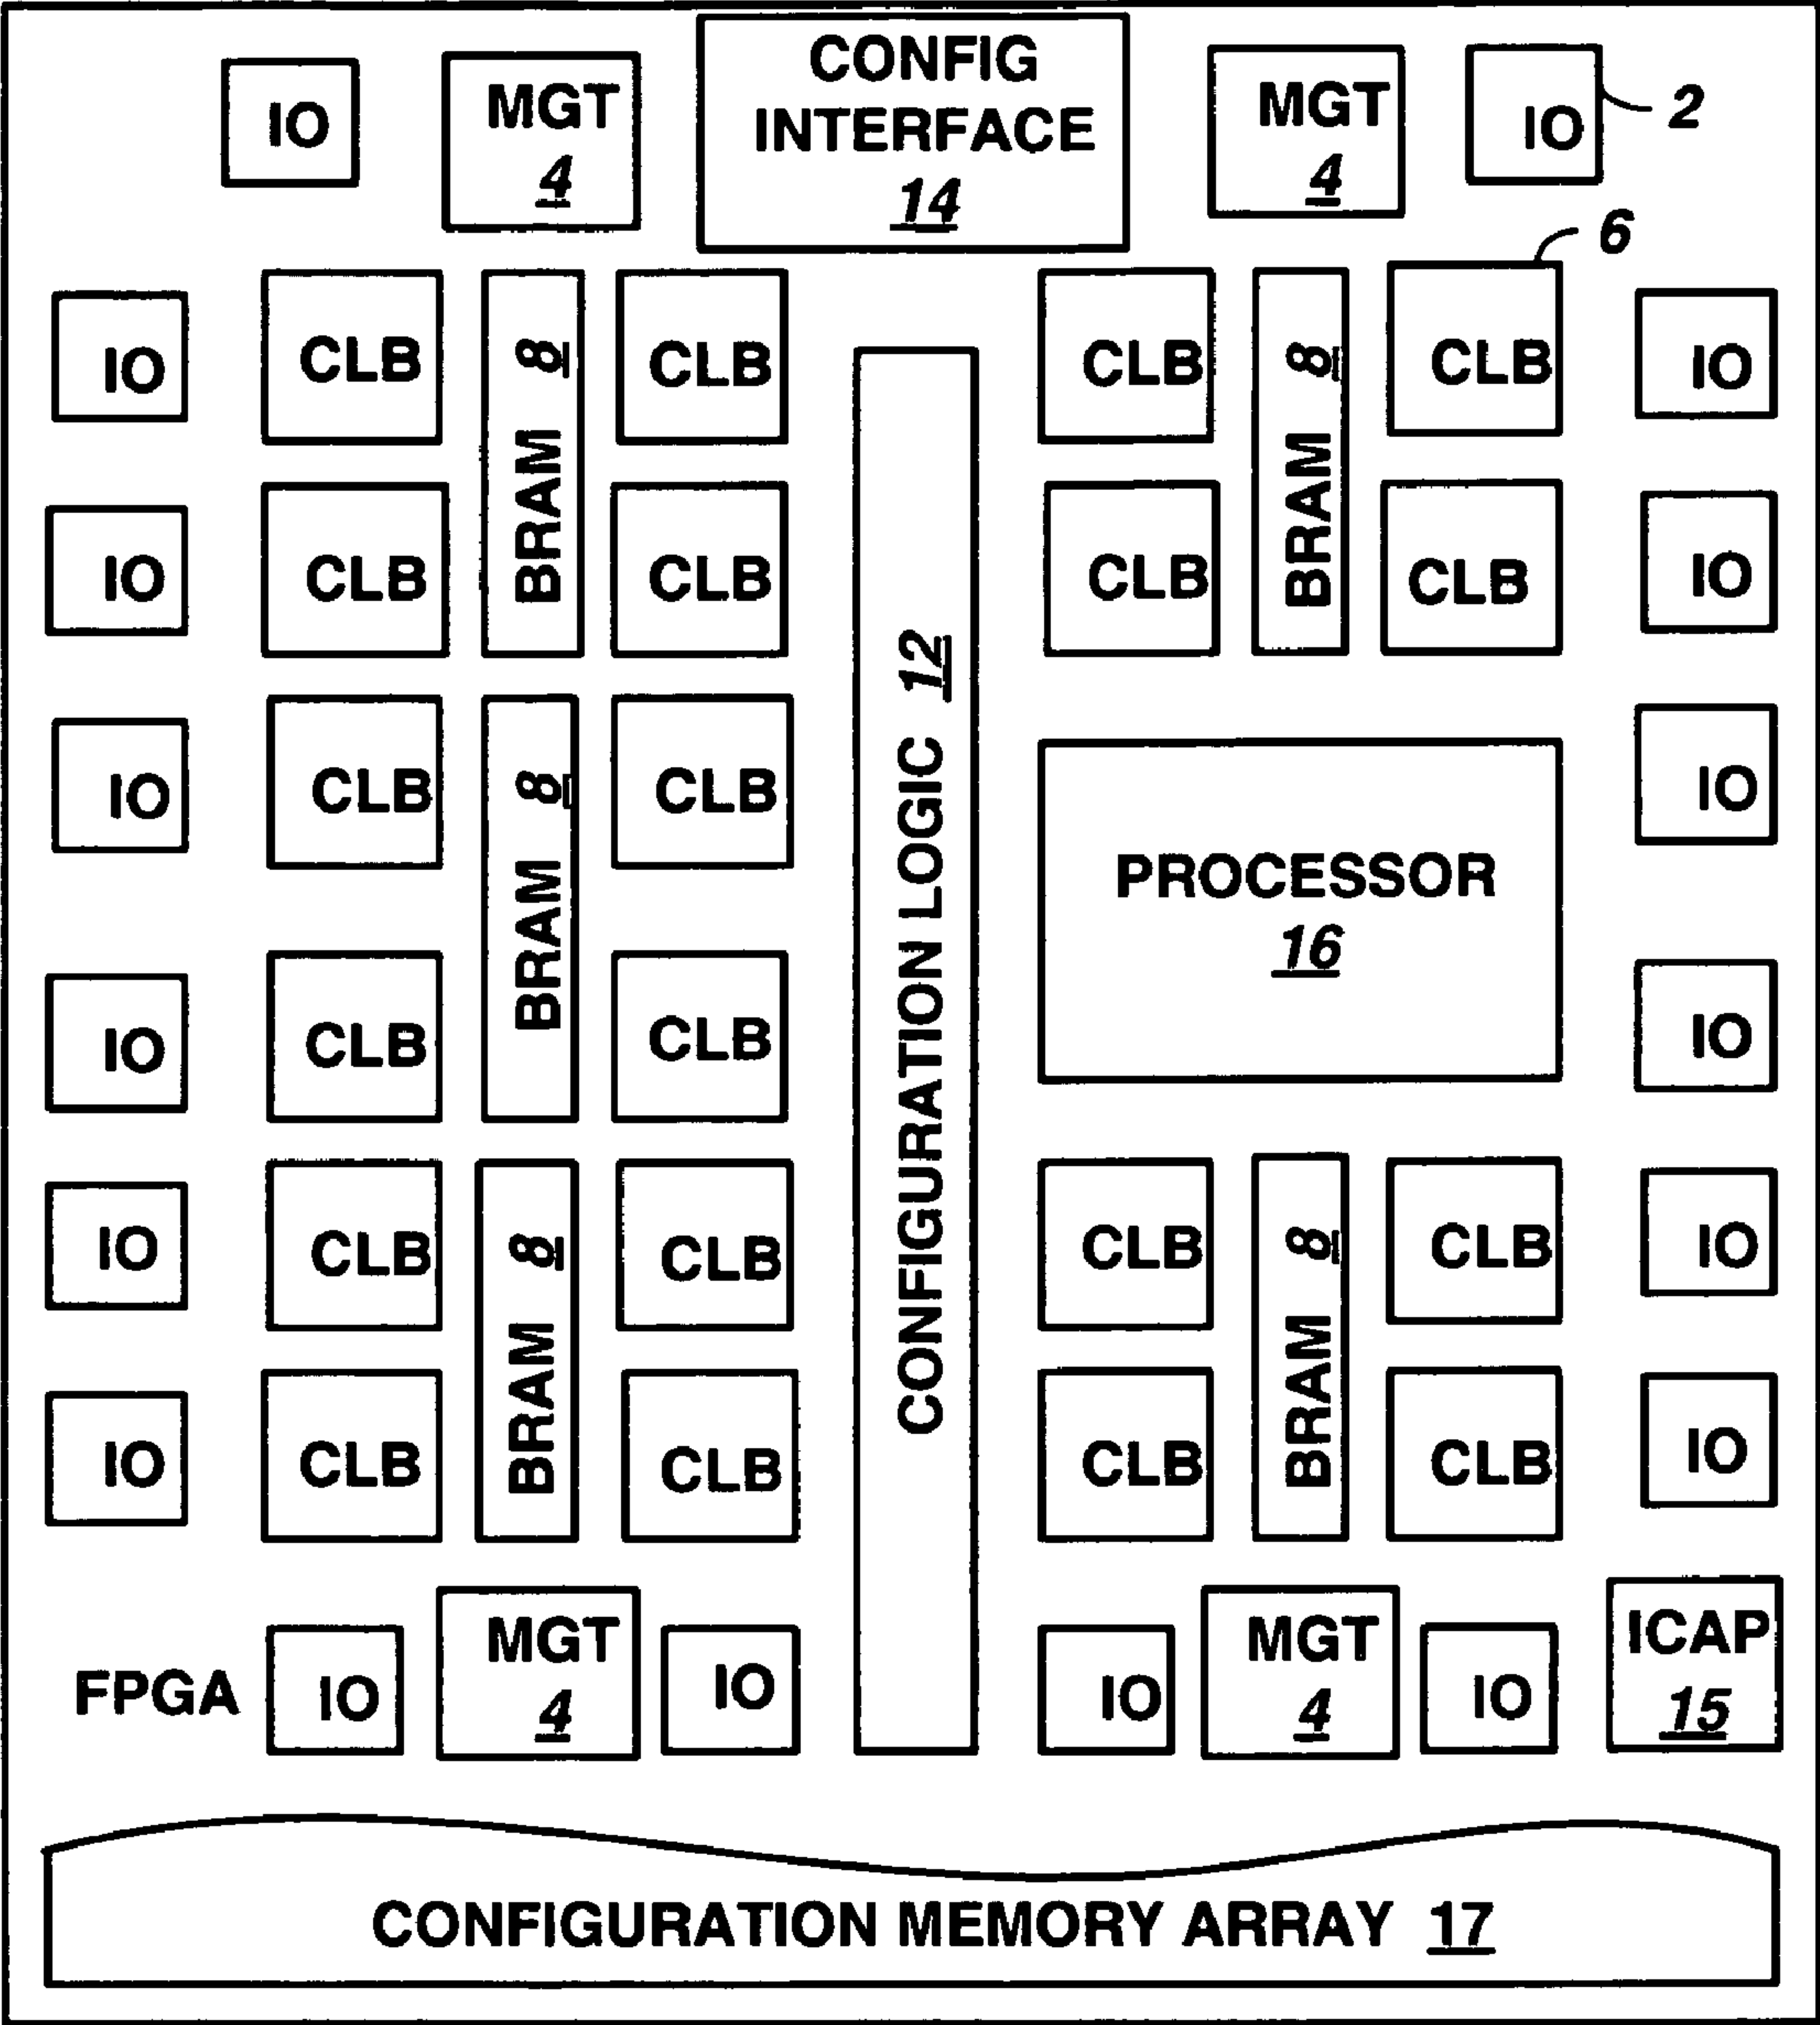 CONFIG
INTERFACE
14
IO
MGT
4
MGT
4
IO
2
6
IO
CLB
BRAM 8
CLB
CLB
BRAM 8
CLB
IO
IO
CLB
CLB
CLB
CLB
IO
CONFIGURATION LOGIC 12
IO
CLB
BRAM 8
CLB
PROCESSOR
16
IO
IO
CLB
CLB
IO
IO
CLB
BRAM 8
CLB
CLB
BRAM 8
CLB
IO
IO
CLB
CLB
CLB
CLB
IO
FPGA
IO
MGT
4
IO
IO
MGT
4
IO
ICAP
15
CONFIGURATION MEMORY ARRAY 17